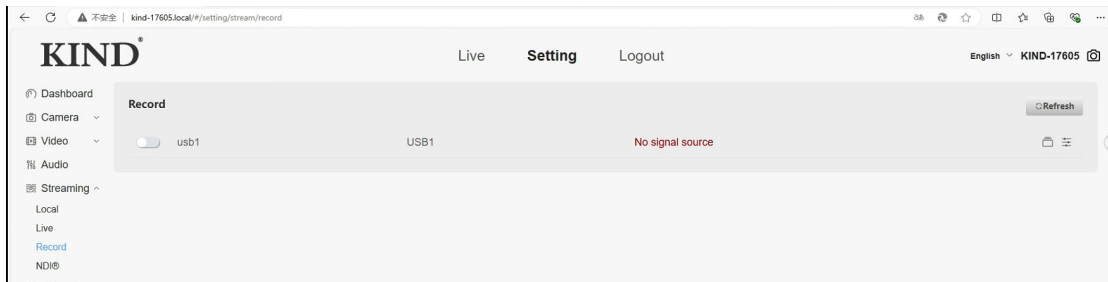 不安全 | kind-17605.local/#/setting/stream/record
KIND®
Live Setting Logout
English KIND-17605
Dashboard
Camera
Video
Audio
Streaming
Local
Live
Record
NDI®
Record
Refresh
usb1 USB1 No signal source